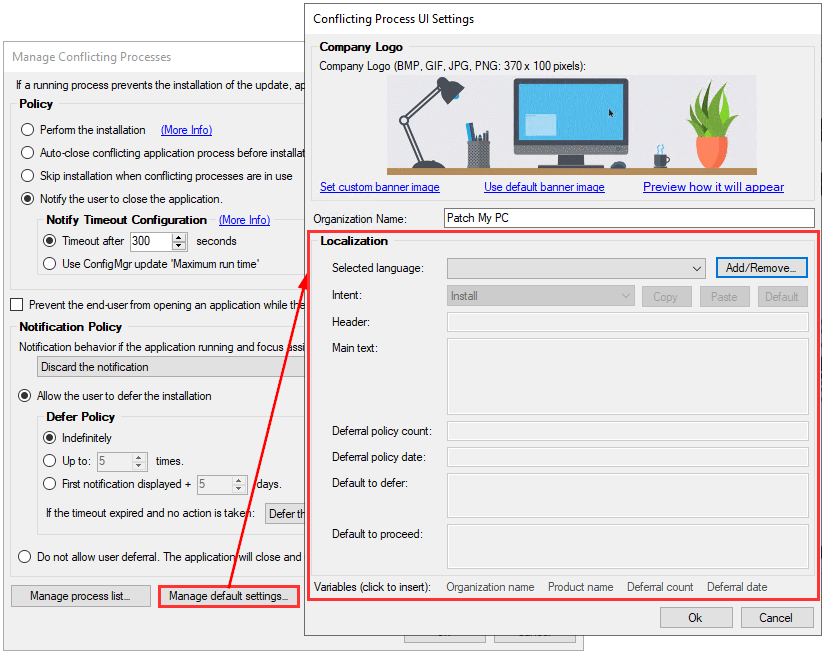 Manage Conflicting Processes
If a running process prevents the installation of the update,
Policy
Perform the installation (More Info)
Auto-close conflicting application process before
Skip installation when conflicting processes are in use
Notify the user to close the application.
Notify Timeout Configuration (More Info)
Timeout after 300 seconds
Use ConfigMgr update 'Maximum run time'
Prevent the end-user from opening an application while
Notification Policy
Notification behavior if the application running and focus
Discard the notification
Allow the user to defer the installation
Defer Policy
Indefinitely
Up to: 5 times.
First notification displayed + 5 days.
If the timeout expired and no action is taken: Defer
Do not allow user deferral. The application will close and
Manage process list...
Manage default settings...
Conflicting Process UI Settings
Company Logo
Company Logo (BMP, GIF, JPG, PNG: 370 x 100 pixels):
Set custom banner image Use default banner image Preview how it will appear
Organization Name: Patch My PC
Localization
Selected language: Add/Remove...
Intent: Install Copy Paste Default
Header:
Main text:
Deferral policy count:
Deferral policy date:
Default to defer:
Default to proceed:
Variables (click to insert): Organization name Product name Deferral count Deferral date
Ok Cancel